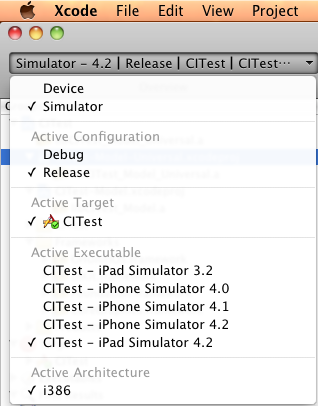 Xcode File Edit View Project
Simulator - 4.2 | Release | CITest | CITest...
Device
✓ Simulator
Active Configuration
Debug
✓ Release
Active Target
✓ CITest
Active Executable
CITest - iPad Simulator 3.2
CITest - iPhone Simulator 4.0
CITest - iPhone Simulator 4.1
CITest - iPhone Simulator 4.2
✓ CITest - iPad Simulator 4.2
Active Architecture
✓ i386